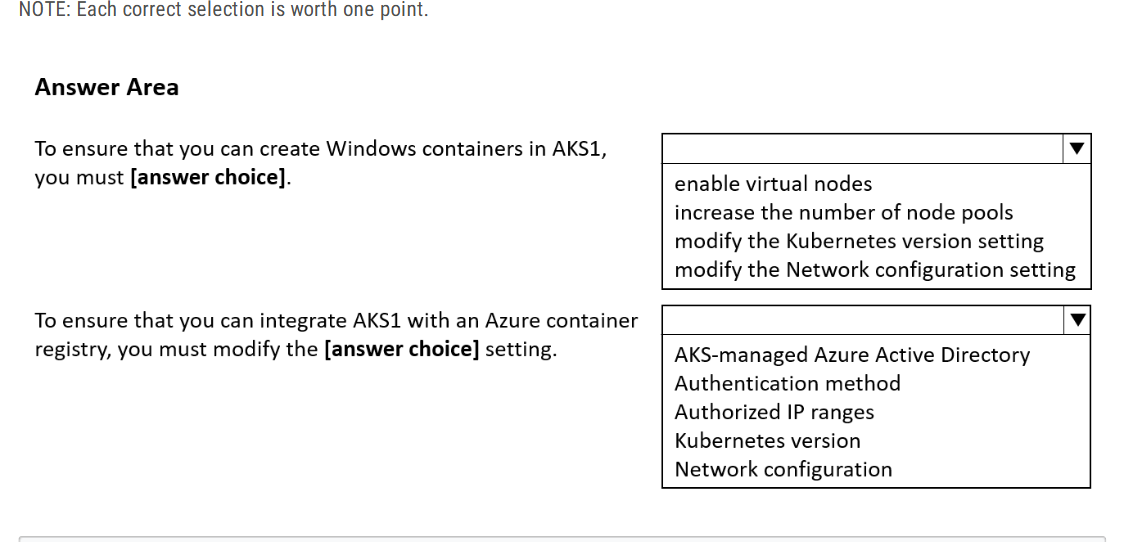 NOTE: Each correct selection is worth one point.
Answer Area
To ensure that you can create Windows containers in AKS1,
you must [answer choice].
enable virtual nodes
increase the number of node pools
modify the Kubernetes version setting
modify the Network configuration setting
To ensure that you can integrate AKS1 with an Azure container
registry, you must modify the [answer choice] setting.
AKS-managed Azure Active Directory
Authentication method
Authorized IP ranges
Kubernetes version
Network configuration